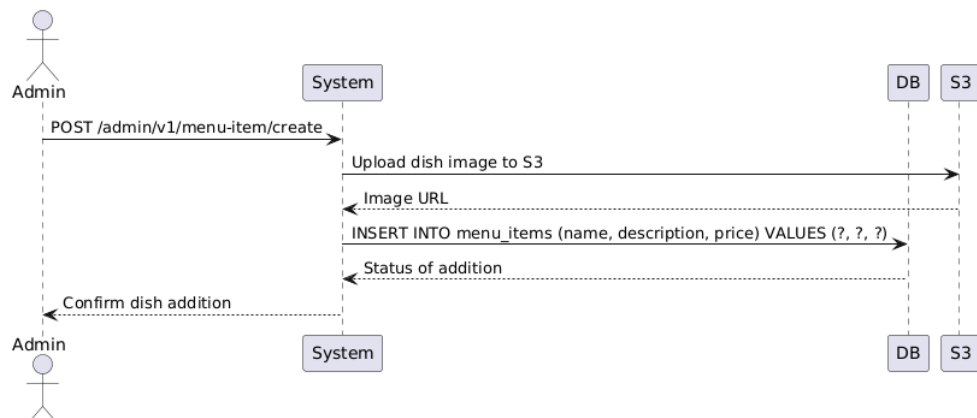 Admin
System
DB
S3
POST /admin/v1/menu-item/create
Upload dish image to S3
Image URL
INSERT INTO menu_items (name, description, price) VALUES (?, ?, ?)
Status of addition
Confirm dish addition
Admin
System
DB
S3